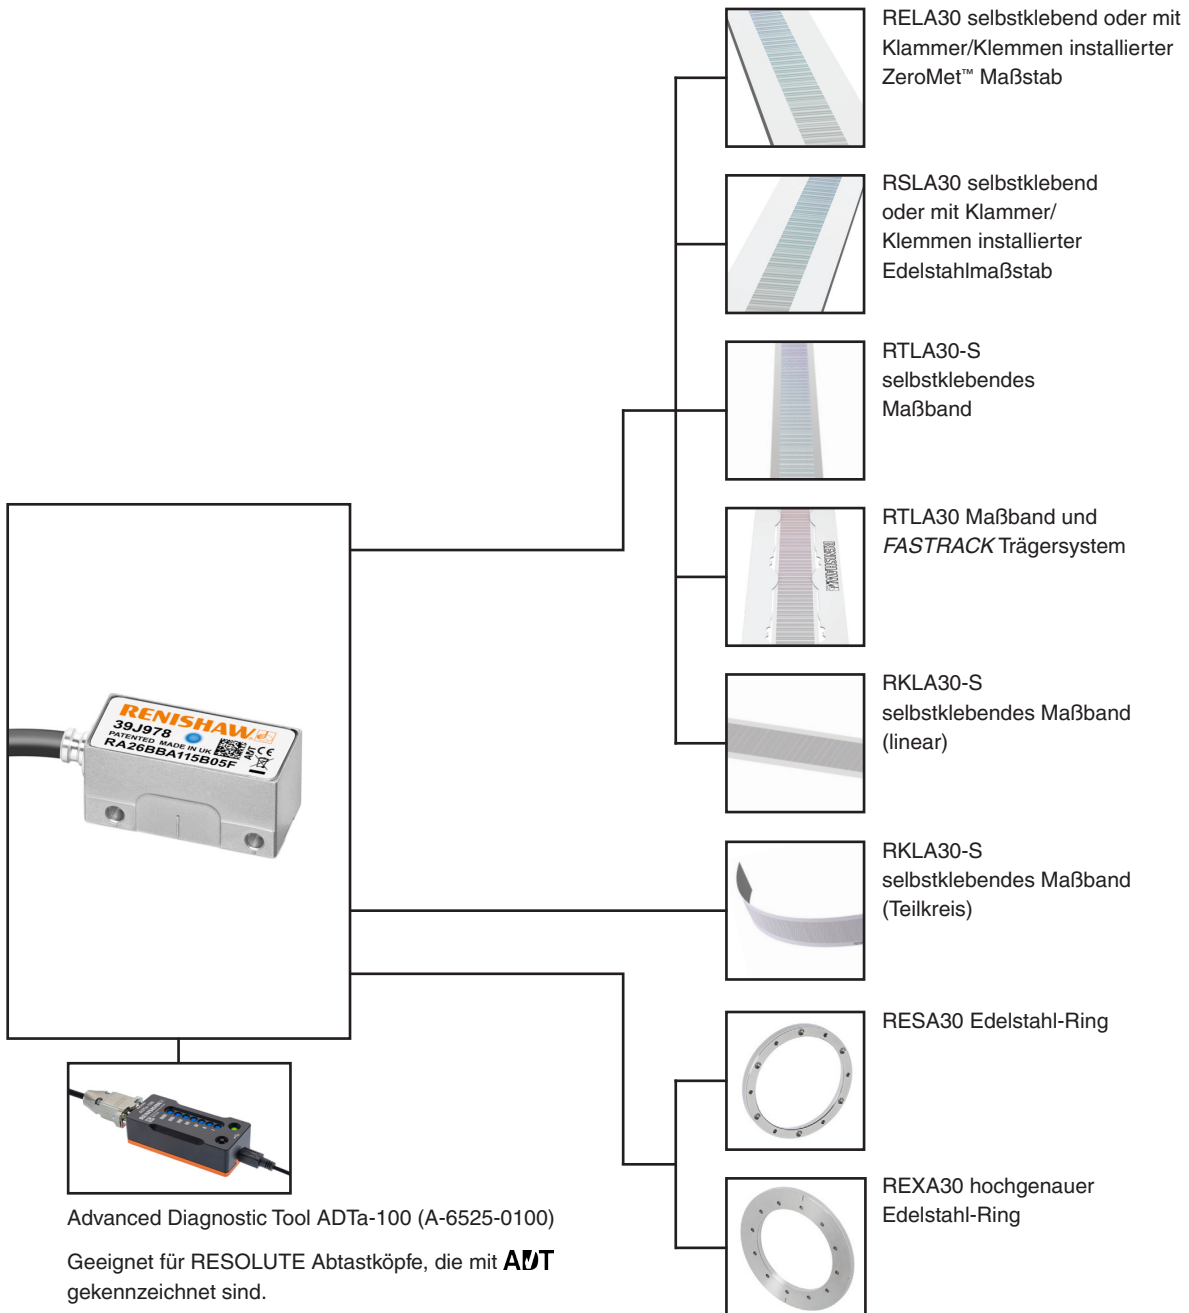 RELA30 selbstklebend oder mit
Klammer/Klemmen installierter
ZeroMet™ Maßstab
RSLA30 selbstklebend
oder mit Klammer/
Klemmen installierter
Edelstahlmaßstab
RTLA30-S
selbstklebendes
Maßband
RTLA30 Maßband und
FASTRACK Trägersystem
RENISHAW
RKLA30-S
selbstklebendes Maßband
(linear)
RENISHAW
39J978
PATENTED MADE IN UK
RA26BBA115B05F
ADT CE
RKLA30-S
selbstklebendes Maßband
(Teilkreis)
RESA30 Edelstahl-Ring
REXA30 hochgenauer
Edelstahl-Ring
Advanced Diagnostic Tool ADTa-100 (A-6525-0100)
Geeignet für RESOLUTE Abtastköpfe, die mit ADT
gekennzeichnet sind.